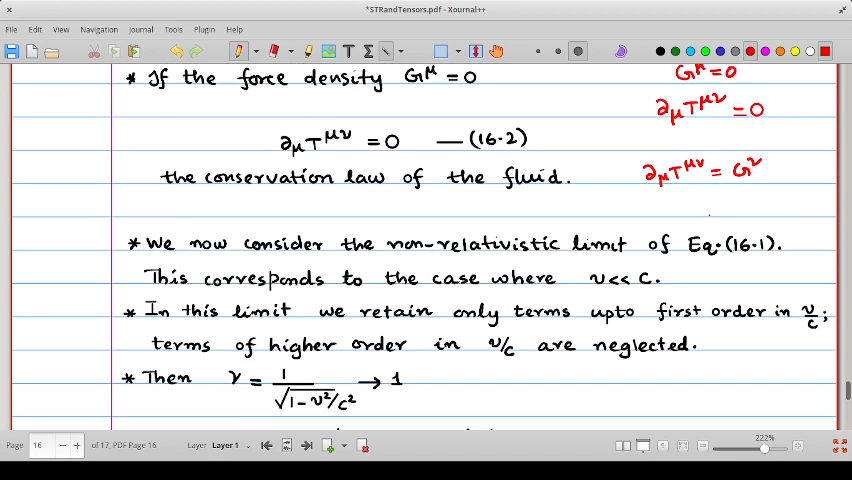 *STRandTensors.pdf - Xournal++
File Edit View Navigation Journal Tools Plugin Help
* If the force density G^μ = 0
G^μ = 0
∂_μ T^μν = 0
∂_μ T^μν = 0 — (16.2)
the conservation law of the fluid.
∂_μ T^μν = G^ν
* We now consider the non-relativistic limit of Eq.(16.1).
This corresponds to the case where v << c.
* In this limit we retain only terms upto first order in v/c;
terms of higher order in v/c are neglected.
* Then γ = 1/√(1 - v²/c²) → 1
Page 16 of 17, PDF Page 16 Layer Layer 1 222%